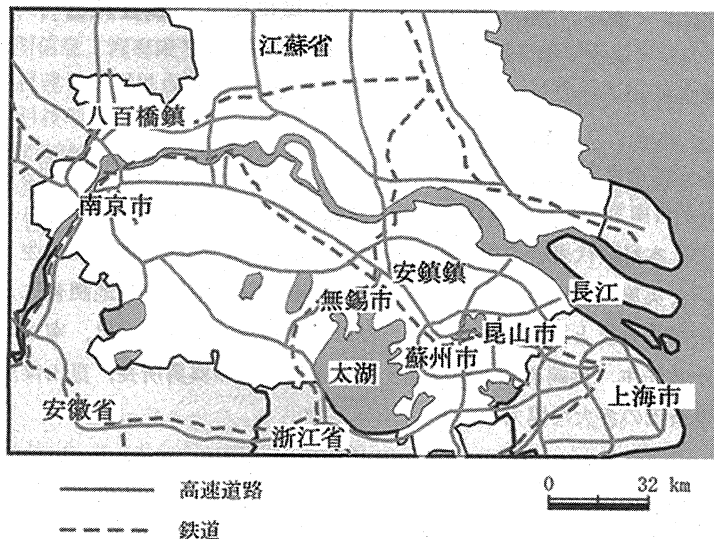 江蘇省
八百橋鎮
南京市
安鎮鎮
無錫市
長江
昆山市
蘇州市
太湖
上海市
安徽省
浙江省
高速道路
鉄道
0 32 km